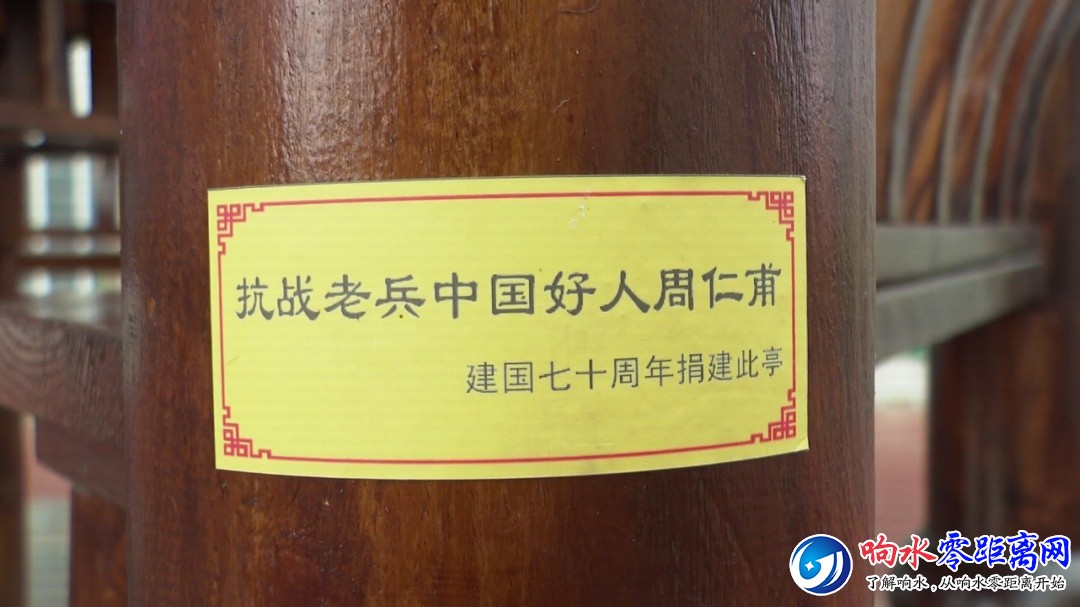 抗战老兵中国好人周仁甫
建国七十周年捐建此亭
响水零距离网
了解响水，从响水零距离开始